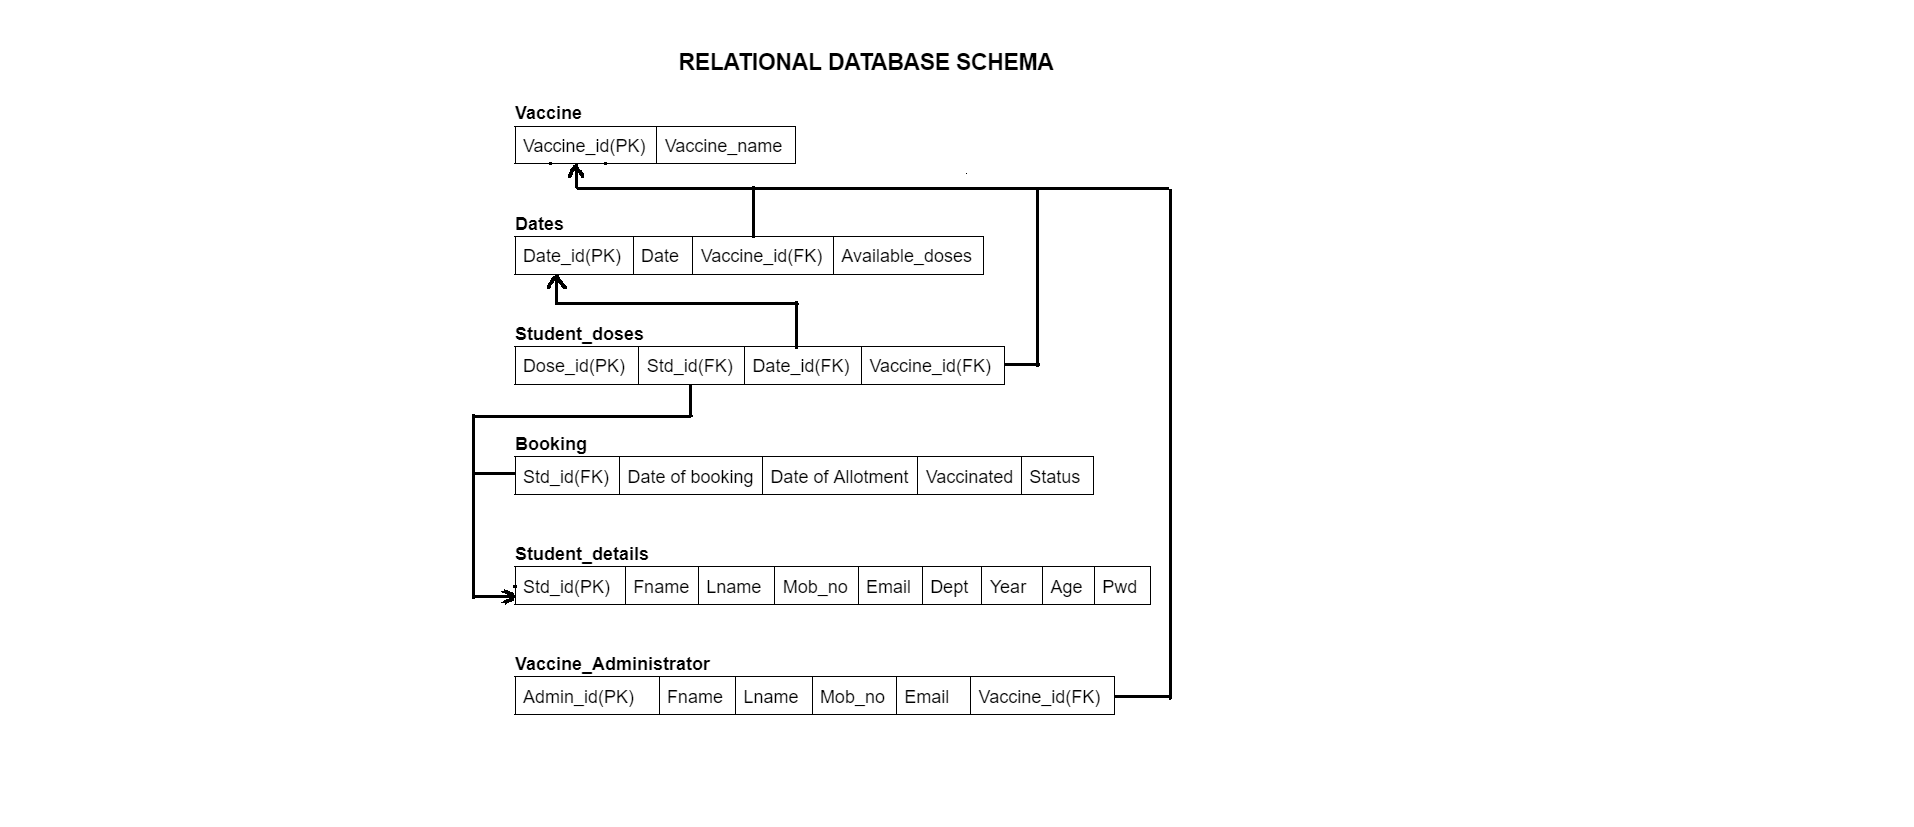 RELATIONAL DATABASE SCHEMA
Vaccine
Vaccine_id(PK) Vaccine_name
Dates
Date_id(PK) Date Vaccine_id(FK) Available_doses
Student_doses
Dose_id(PK) Std_id(FK) Date_id(FK) Vaccine_id(FK)
Booking
Std_id(FK) Date of booking Date of Allotment Vaccinated Status
Student_details
Std_id(PK) Fname Lname Mob_no Email Dept Year Age Pwd
Vaccine_Administrator
Admin_id(PK) Fname Lname Mob_no Email Vaccine_id(FK)